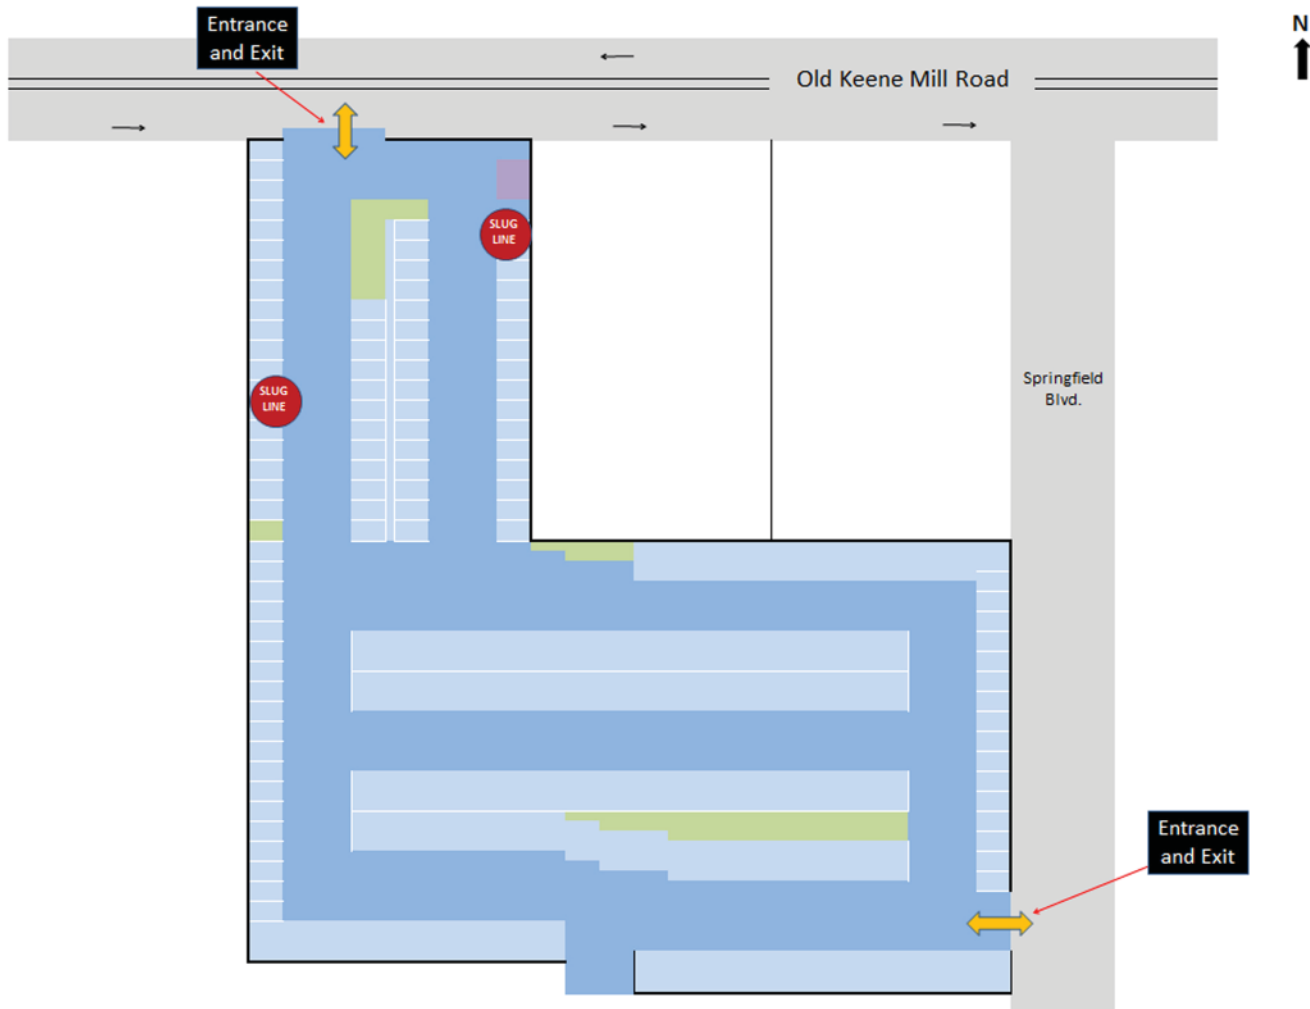 Entrance
and Exit
N
Old Keene Mill Road
SLUG
LINE
Springfield
Blvd.
SLUG
LINE
Entrance
and Exit